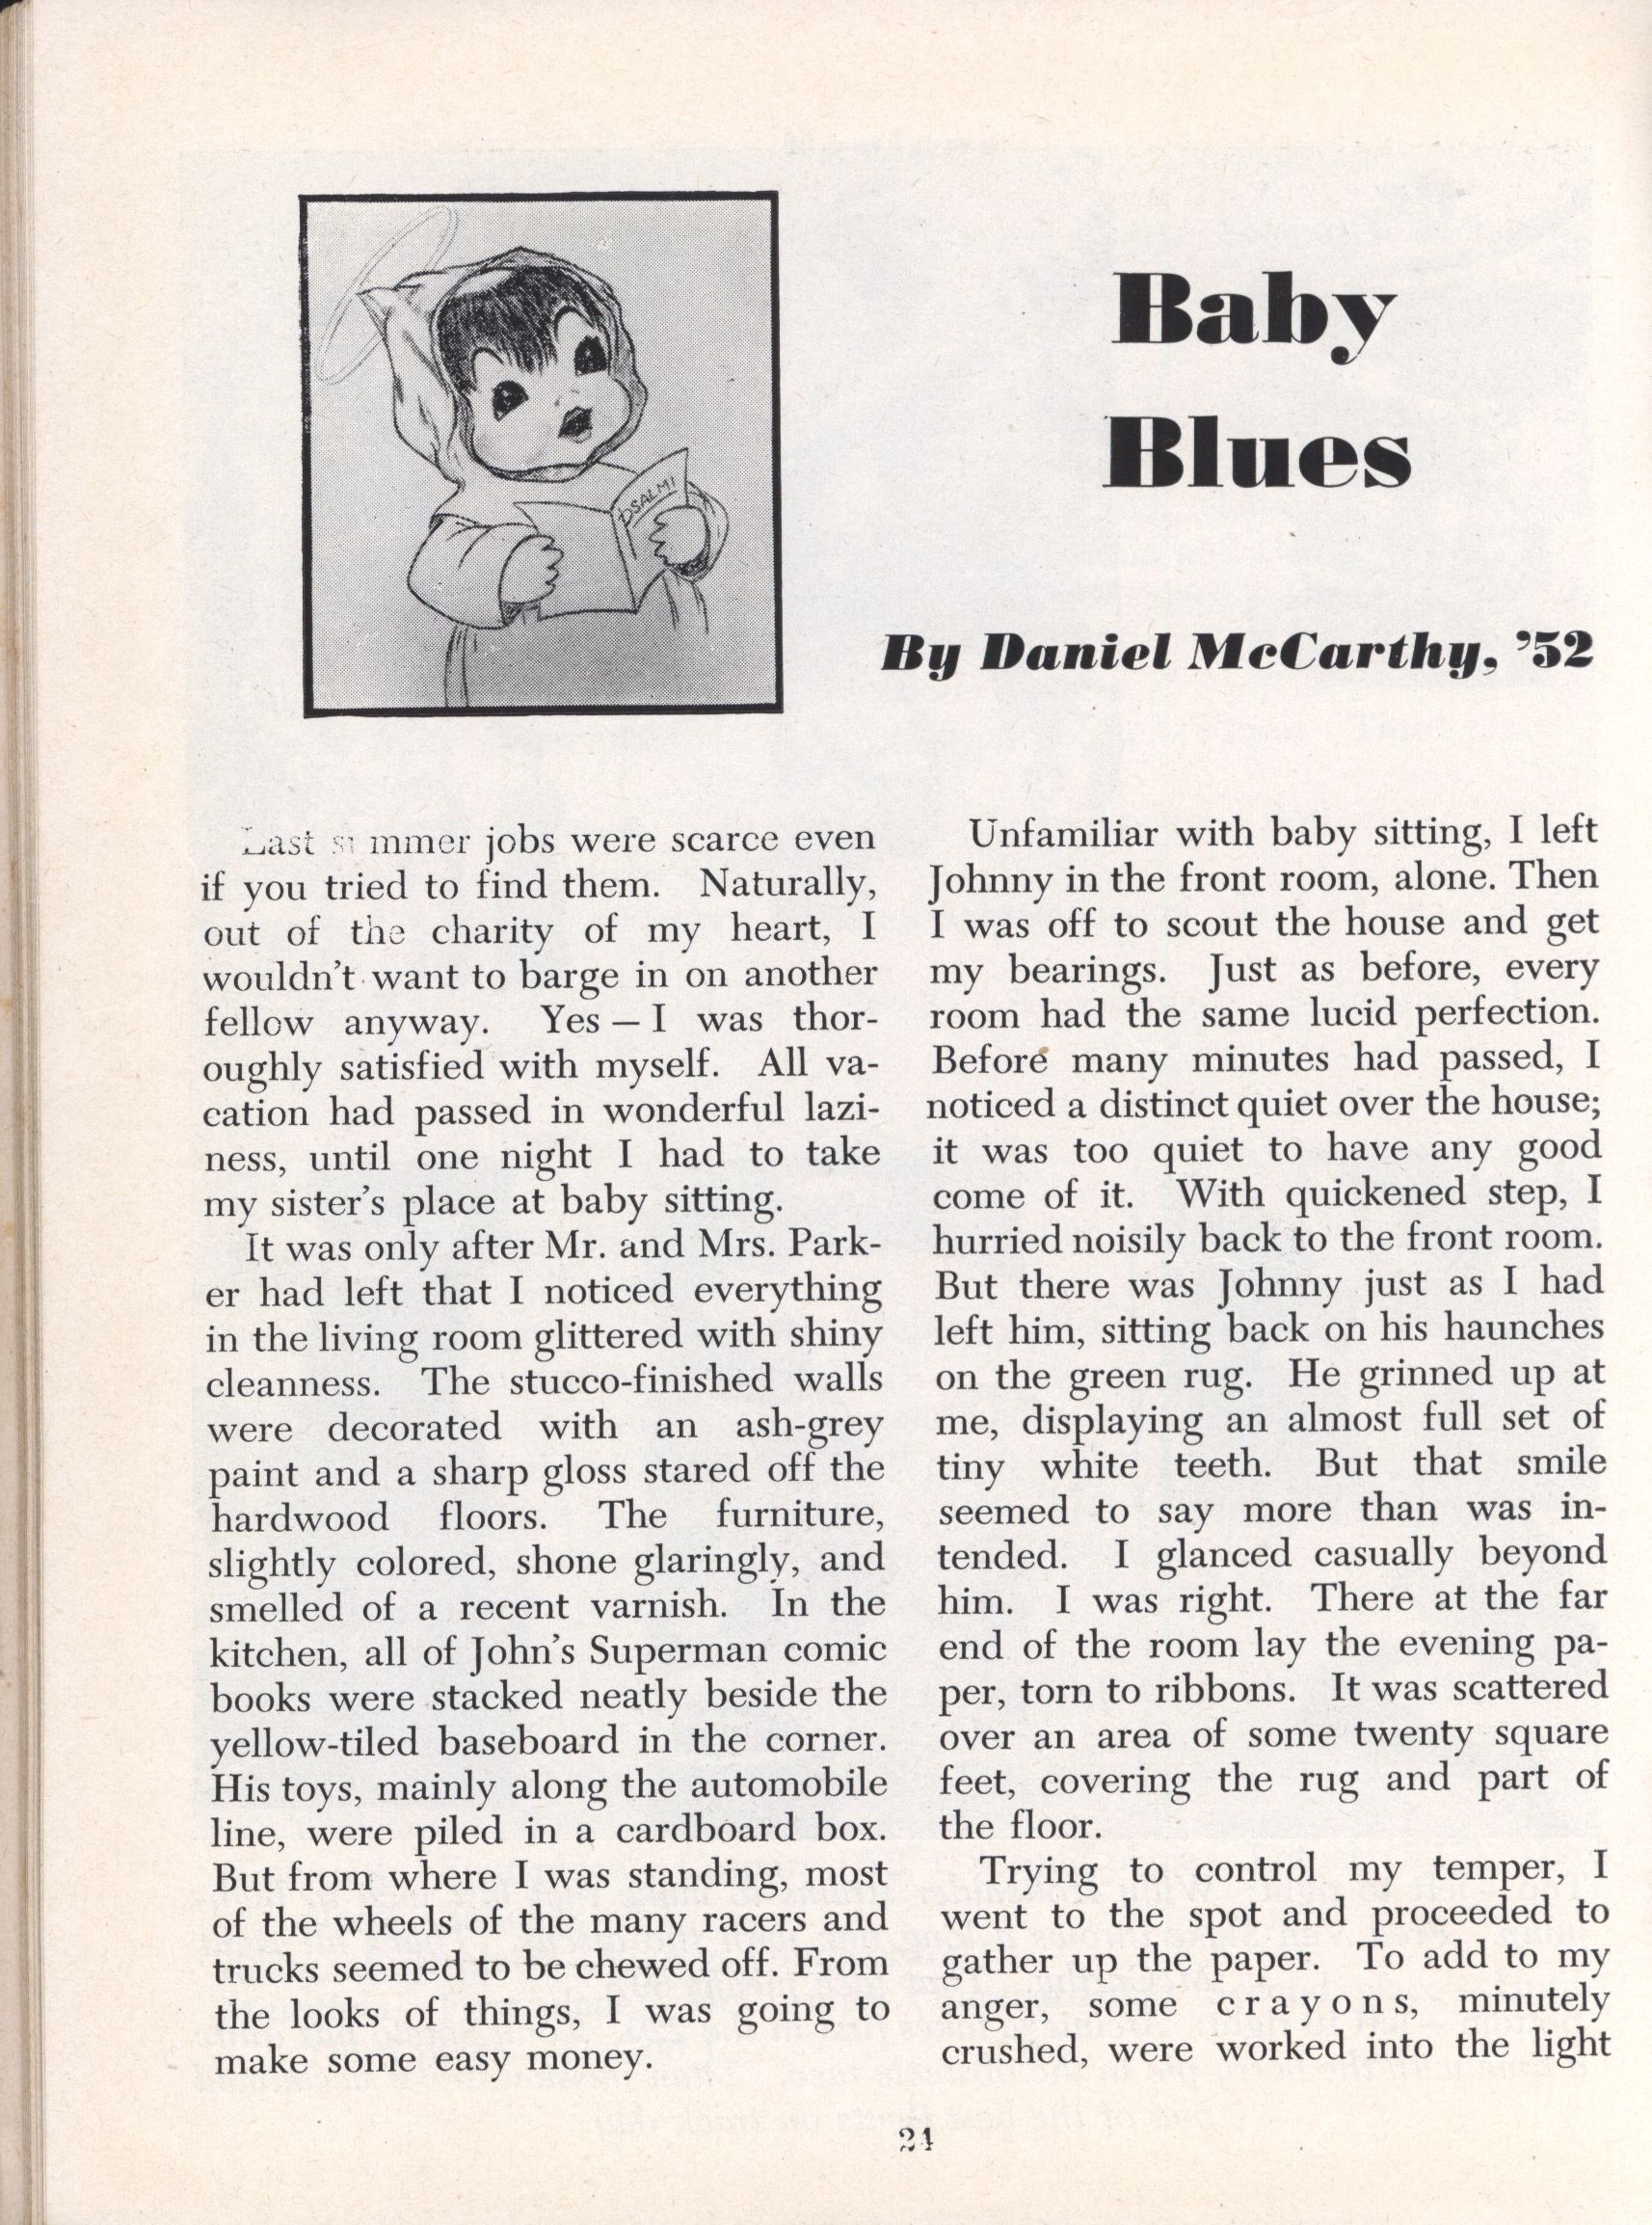 PSALM!
Baby
Blues
By Daniel McCarthy, '52
Last summer jobs were scarce even
if you tried to find them. Naturally,
out of the charity of my heart, I
wouldn't want to barge in on another
fellow anyway. Yes – I was thor-
oughly satisfied with myself. All va-
cation had passed in wonderful lazi-
ness, until one night I had to take
my sister's place at baby sitting.
It was only after Mr. and Mrs. Park-
er had left that I noticed everything
in the living room glittered with shiny
cleanness. The stucco-finished walls
were decorated with an ash-grey
paint and a sharp gloss stared off the
hardwood floors. The furniture,
slightly colored, shone glaringly, and
smelled of a recent varnish. In the
kitchen, all of John's Superman comic
books were stacked neatly beside the
yellow-tiled baseboard in the corner.
His toys, mainly along the automobile
line, were piled in a cardboard box.
But from where I was standing, most
of the wheels of the many racers and
trucks seemed to be chewed off. From
the looks of things, I was going to
make some easy money.
Unfamiliar with baby sitting, I left
Johnny in the front room, alone. Then
I was off to scout the house and get
my bearings. Just as before, every
room had the same lucid perfection.
Before many minutes had passed, I
noticed a distinct quiet over the house;
it was too quiet to have any good
come of it. With quickened step, I
hurried noisily back to the front room.
But there was Johnny just as I had
left him, sitting back on his haunches
on the green rug. He grinned up at
me, displaying an almost full set of
tiny white teeth. But that smile
seemed to say more than was in-
tended. I glanced casually beyond
him. I was right. There at the far
end of the room lay the evening pa-
per, torn to ribbons. It was scattered
over an area of some twenty square
feet, covering the rug and part of
the floor.
Trying to control my temper, I
went to the spot and proceeded to
gather up the paper. To add to my
anger, some crayons, minutely
crushed, were worked into the light
24